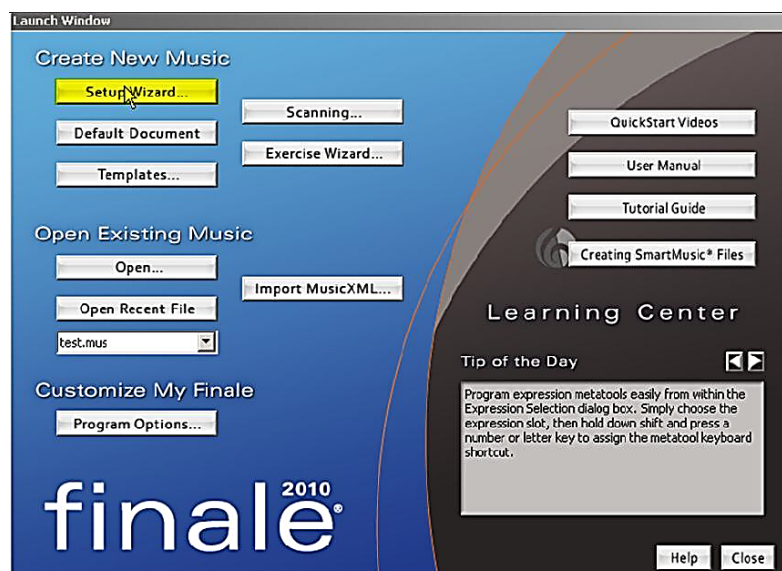 Launch Window
Create New Music
Setup Wizard...
Default Document
Templates...
Scanning...
Exercise Wizard...
Open Existing Music
Open...
Open Recent File
test.mus
Import MusicXML...
Customize My Finale
Program Options...
finale® 2010
QuickStart Videos
User Manual
Tutorial Guide
Creating SmartMusic® Files
Learning Center
Tip of the Day
Program expression metatools easily from within the
Expression Selection dialog box. Simply choose the
expression slot, then hold down shift and press a
number or letter key to assign the metatool keyboard
shortcut.
Help
Close